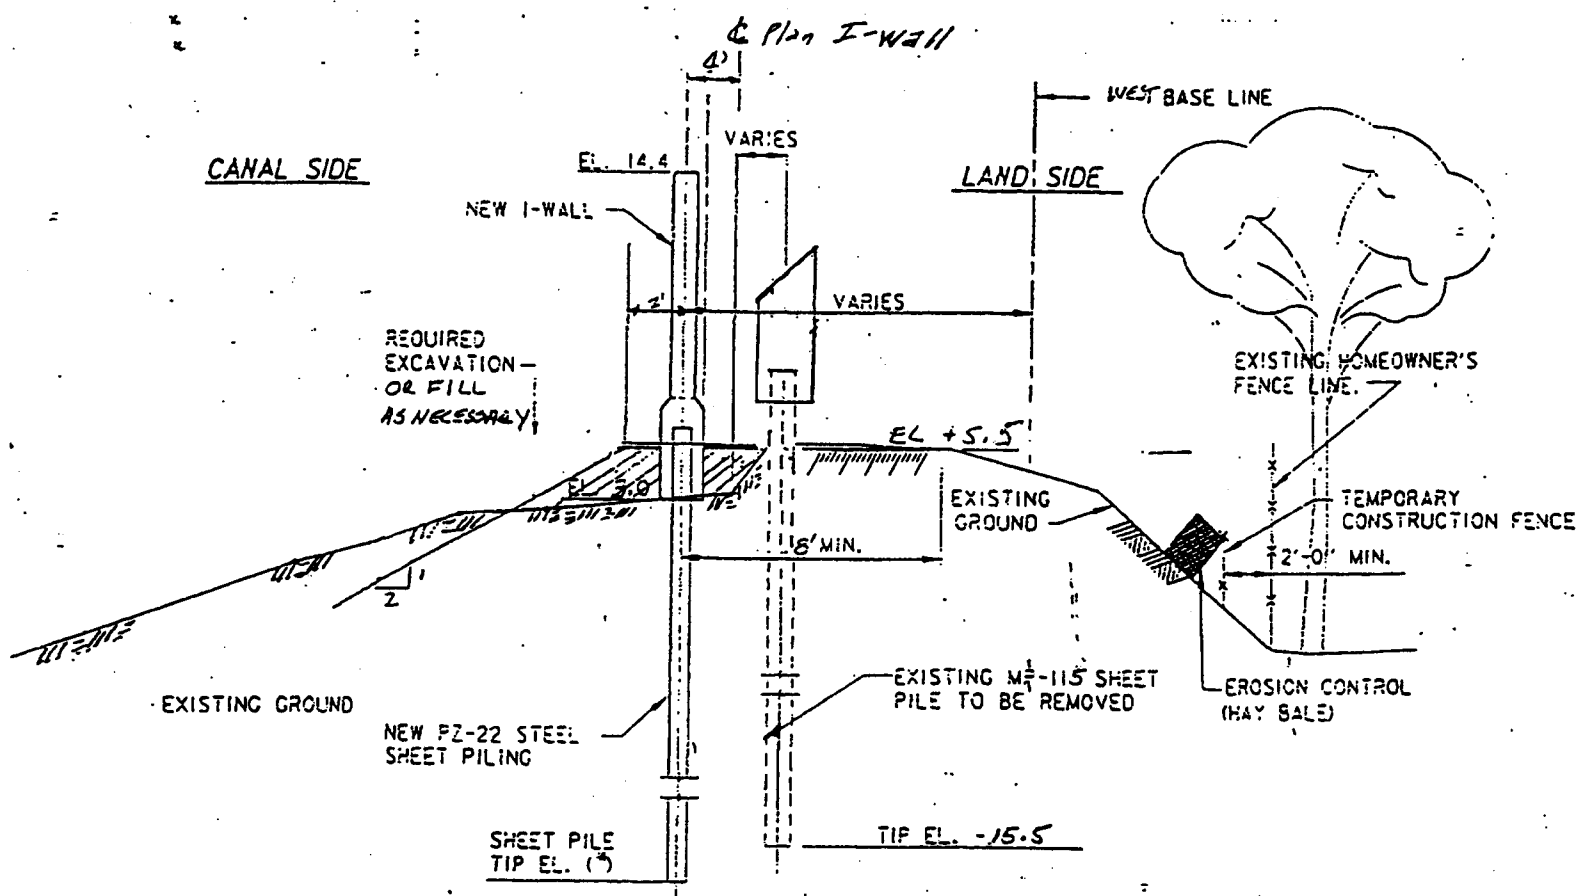 ℄ Plan I-wall
4'
WEST BASE LINE
VARIES
CANAL SIDE
EL. 14.4
LAND SIDE
NEW I-WALL
2'
VARIES
REQUIRED
EXCAVATION
OR FILL
AS NECESSARY
EXISTING HOMEOWNER'S
FENCE LINE.
EL +5.5
EL
EXISTING
GROUND
TEMPORARY
CONSTRUCTION FENCE
8' MIN.
2'-0" MIN.
1
2
EXISTING GROUND
EXISTING SHEET
PILE TO BE REMOVED
EROSION CONTROL
(HAY BALE)
NEW PZ-22 STEEL
SHEET PILING
SHEET PILE
TIP EL. (*)
TIP EL. -15.5